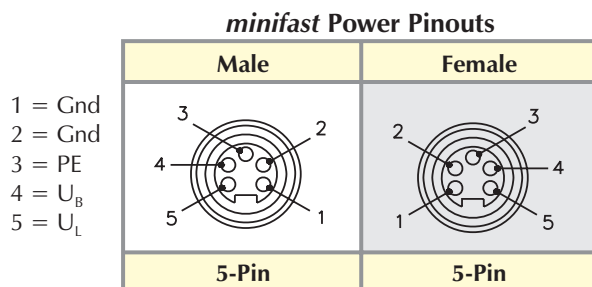 minifast Power Pinouts
Male Female
1 = Gnd
2 = Gnd
3 = PE
4 = U_B
5 = U_L
3 2 4 5 1
3 2 4 1 5
5-Pin 5-Pin